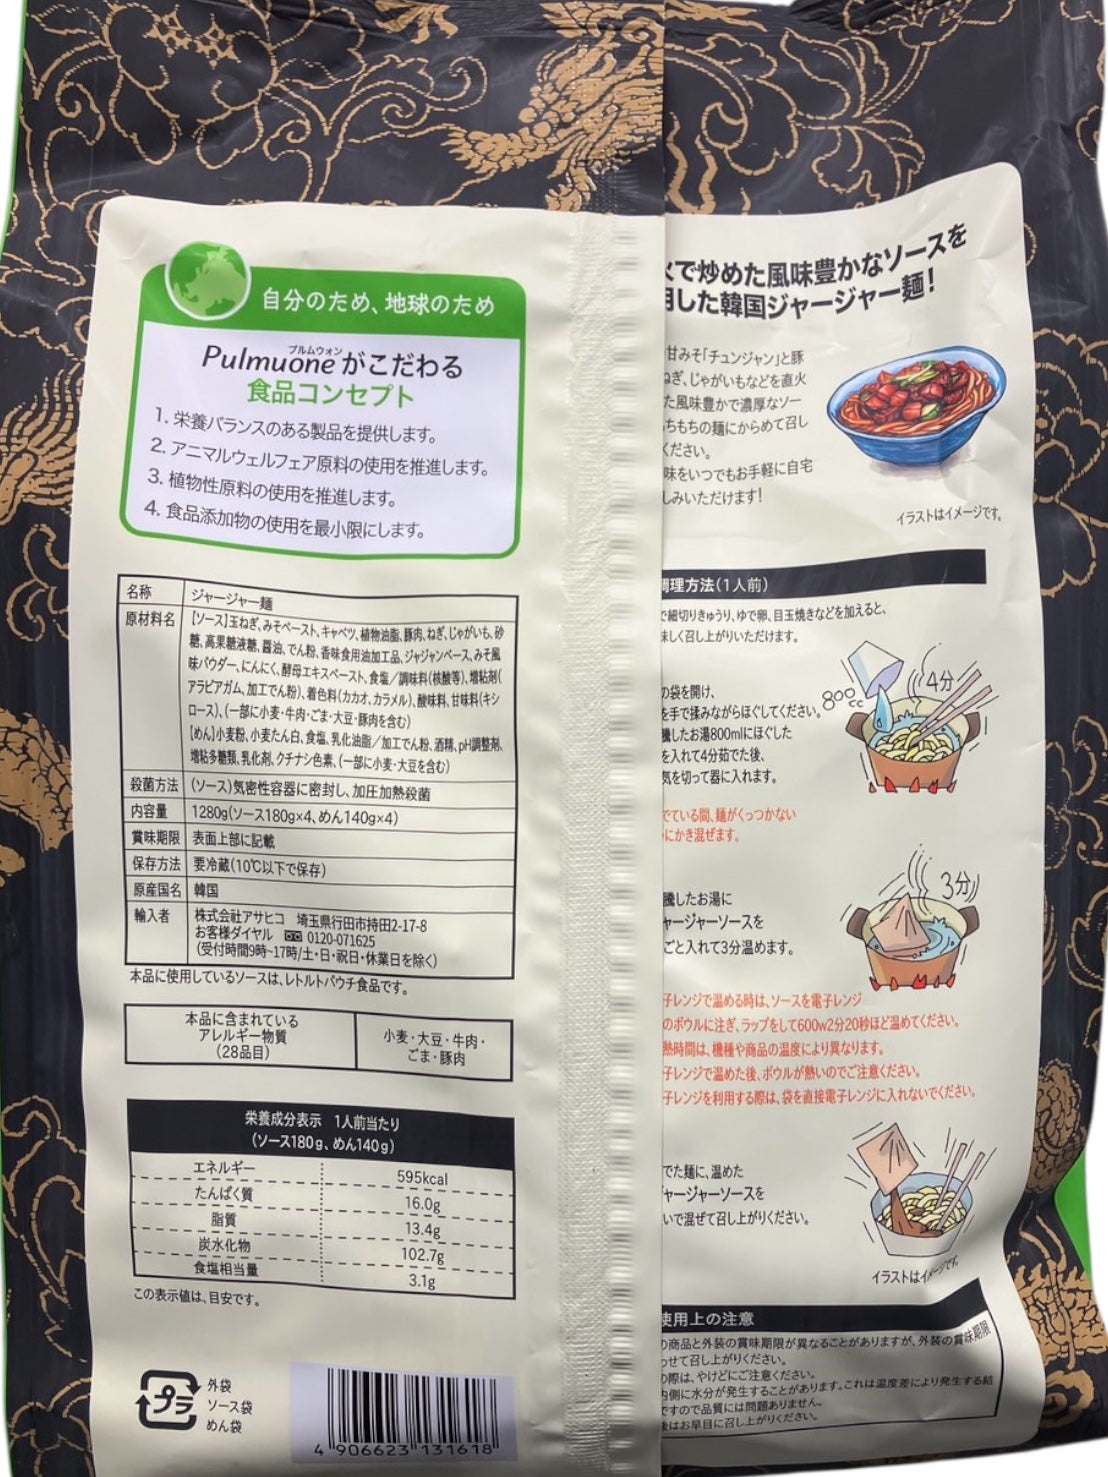 自分のため、地球のため
プルムウォン
Pulmuoneがこだわる
食品コンセプト
1. 栄養バランスのある製品を提供します。
2. アニマルウェルフェア原料の使用を推進します。
3. 植物性原料の使用を推進します。
4. 食品添加物の使用を最小限にします。
名称 ジャージャー麺
原材料名 【ソース】玉ねぎ、みそペースト、キャベツ、植物油脂、豚肉、ねぎ、じゃがいも、砂
糖、高果糖液糖、醤油、でん粉、香味食用油加工品、ジャジャンベース、みそ風
味パウダー、にんにく、酵母エキスペースト、食塩／調味料(核酸等)、増粘剤(
アラビアガム、加工でん粉)、着色料(カカオ、カラメル)、酸味料、甘味料(キシ
ロース)、(一部に小麦・牛肉・ごま・大豆・豚肉を含む)
【めん】小麦粉、小麦たん白、食塩、乳化油脂／加工でん粉、酒精、pH調整剤、
増粘多糖類、乳化剤、クチナシ色素、(一部に小麦・大豆を含む)
殺菌方法 (ソース)気密性容器に密封し、加圧加熱殺菌
内容量 1280g(ソース180g×4、めん140g×4)
賞味期限 表面上部に記載
保存方法 要冷蔵(10℃以下で保存)
原産国名 韓国
輸入者 株式会社アサヒコ 埼玉県行田市持田2-17-8
お客様ダイヤル 0120-071625
(受付時間9時~17時/土・日・祝日・休業日を除く)
本品に使用しているソースは、レトルトパウチ食品です。
本品に含まれている
アレルギー物質
(28品目)
小麦・大豆・牛肉・
ごま・豚肉
栄養成分表示 1人前当たり
(ソース180g、めん140g)
エネルギー 595kcal
たんぱく質 16.0g
脂質 13.4g
炭水化物 102.7g
食塩相当量 3.1g
この表示値は、目安です。
プラ
外袋
ソース袋
めん袋
4 906623 131618
で炒めた風味豊かなソースを
した韓国ジャージャー麺!
甘みそ「チュンジャン」と豚
ねぎ、じゃがいもなどを直火
た風味豊かで濃厚なソー
ちもちの麺にからめて召し
ください。
味をいつでもお手軽に自宅
しみいただけます!
イラストはイメージです。
調理方法(1人前)
で細切りきゅうり、ゆで卵、目玉焼きなどを加えると、
味しく召し上がりいただけます。
の袋を開け、
を手で揉みながらほぐしてください。
騰したお湯800mlにほぐした
を入れて4分茹でた後、
気を切って器に入れます。
800cc
4分
でている間、麺がくっつかない
にかき混ぜます。
騰したお湯に
ャージャーソースを
ごと入れて3分温めます。
3分
子レンジで温める時は、ソースを電子レンジ
のボウルに注ぎ、ラップをして600w2分20秒ほど温めてください。
熱時間は、機種や商品の温度により異なります。
子レンジで温めた後、ボウルが熱いのでご注意ください。
子レンジを利用する際は、袋を直接電子レンジに入れないでください。
でた麺に、温めた
ャージャーソースを
いで混ぜて召し上がりください。
イラストはイメージです。
使用上の注意
の商品と外装の賞味期限が異なることがありますが、外装の賞味期限
わせて召し上がりください。
の際は、やけどにご注意ください。
内側に水分が発生することがあります。これは温度差により発生する結
ですので品質には問題ありません。
後はお早目に召し上がりください。